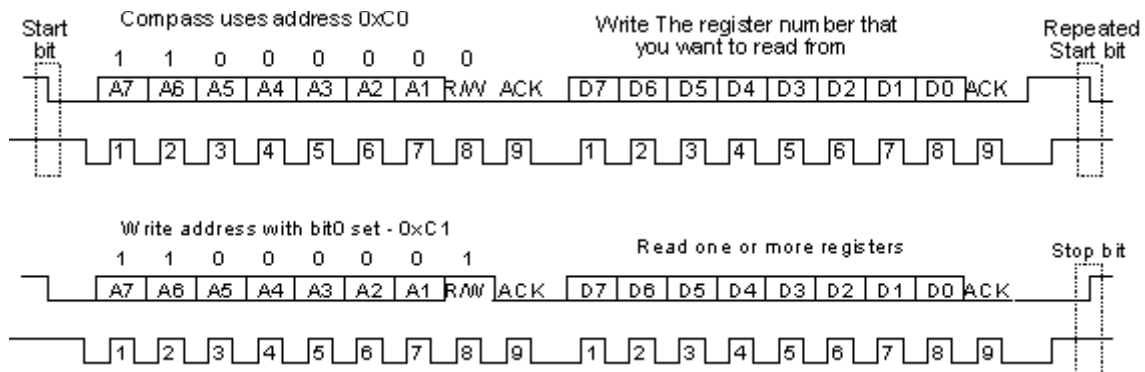 Start
bit
Compass uses address 0xC0
Write The register number that
you want to read from
Repeated
Start bit
1 1 0 0 0 0 0 0
A7 A6 A5 A4 A3 A2 A1 R/W ACK D7 D6 D5 D4 D3 D2 D1 D0 ACK
1 2 3 4 5 6 7 8 9 1 2 3 4 5 6 7 8 9
Write address with bit0 set - 0xC1
Read one or more registers
Stop bit
1 1 0 0 0 0 0 1
A7 A6 A5 A4 A3 A2 A1 R/W ACK D7 D6 D5 D4 D3 D2 D1 D0 ACK
1 2 3 4 5 6 7 8 9 1 2 3 4 5 6 7 8 9